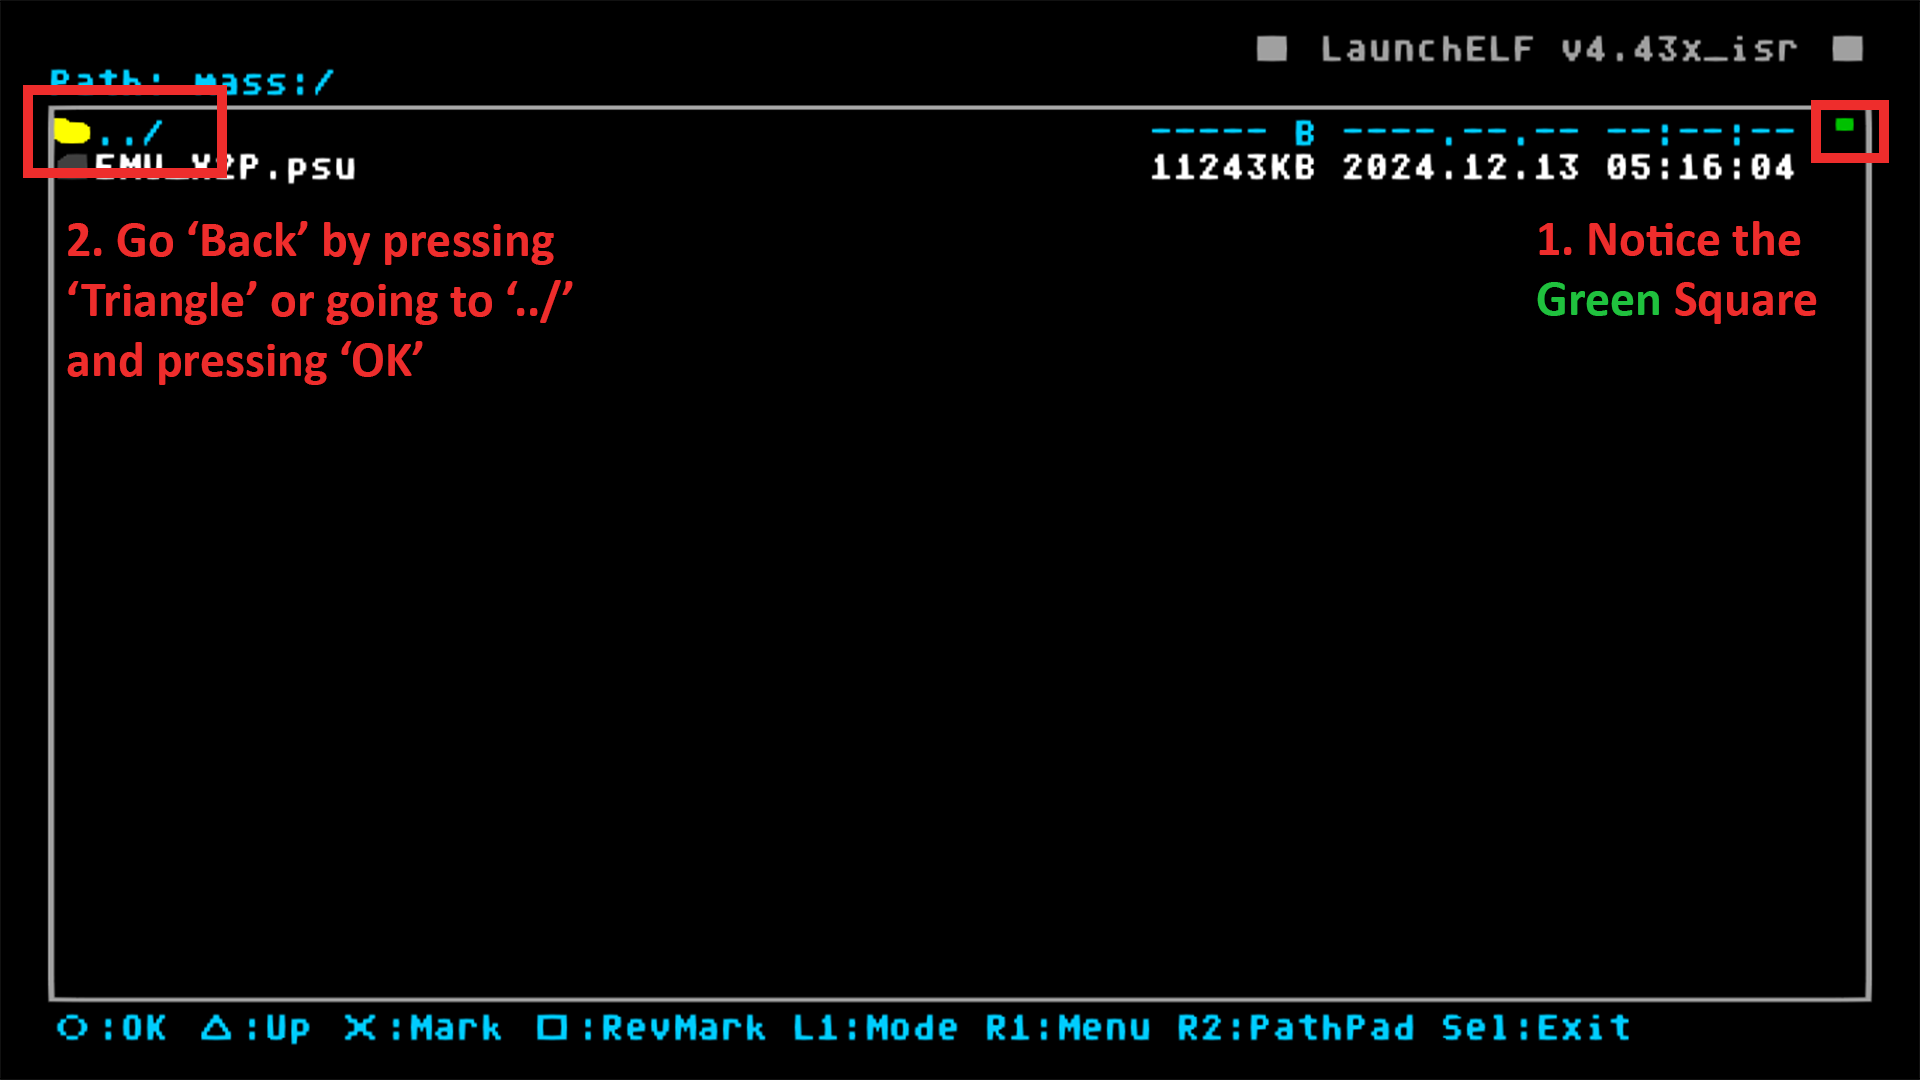 LaunchELF v4.43x_isr
Path: mass:/
../ ----- B ----.--.-- --:--:--
EMU_X2P.psu 11243KB 2024.12.13 05:16:04
2. Go ‘Back’ by pressing
‘Triangle’ or going to ‘../’
and pressing ‘OK’
1. Notice the
Green Square
○:OK △:Up ✕:Mark □:RevMark L1:Mode R1:Menu R2:PathPad Sel:Exit